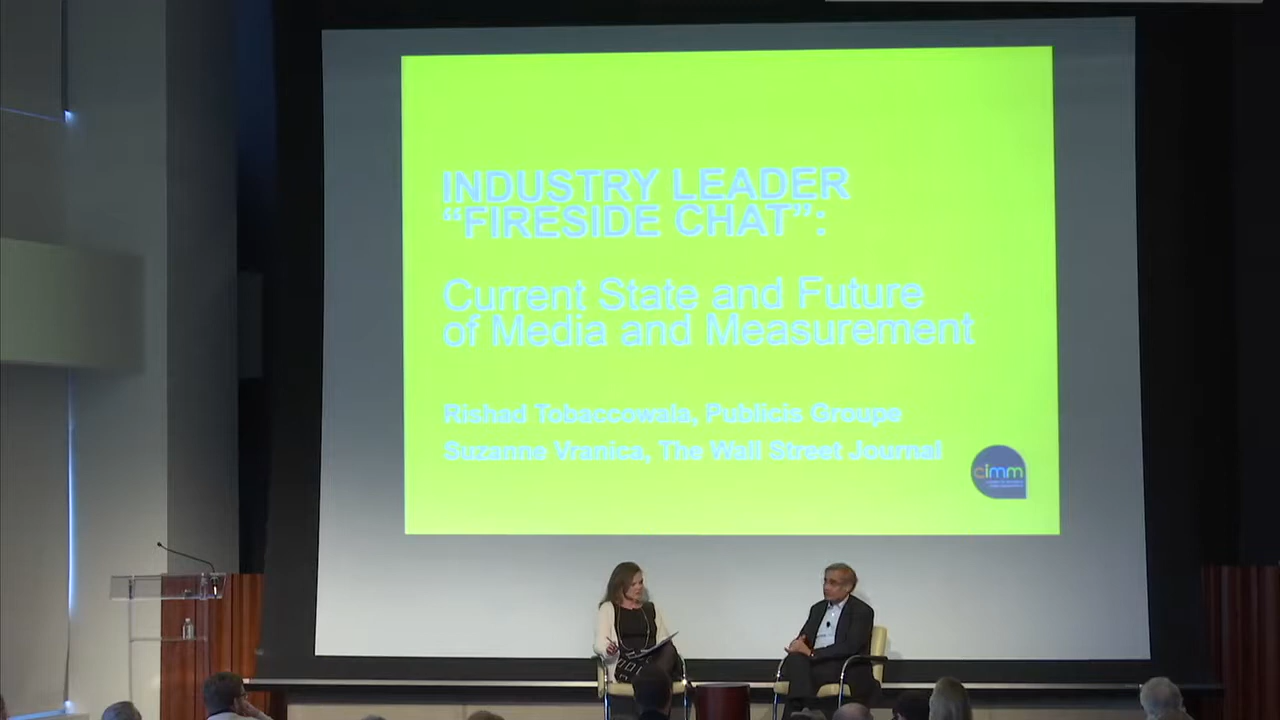 INDUSTRY LEADER
“FIRESIDE CHAT”:
Current State and Future
of Media and Measurement
Rishad Tobaccowala, Publicis Groupe
Suzanne Vranica, The Wall Street Journal
cimm